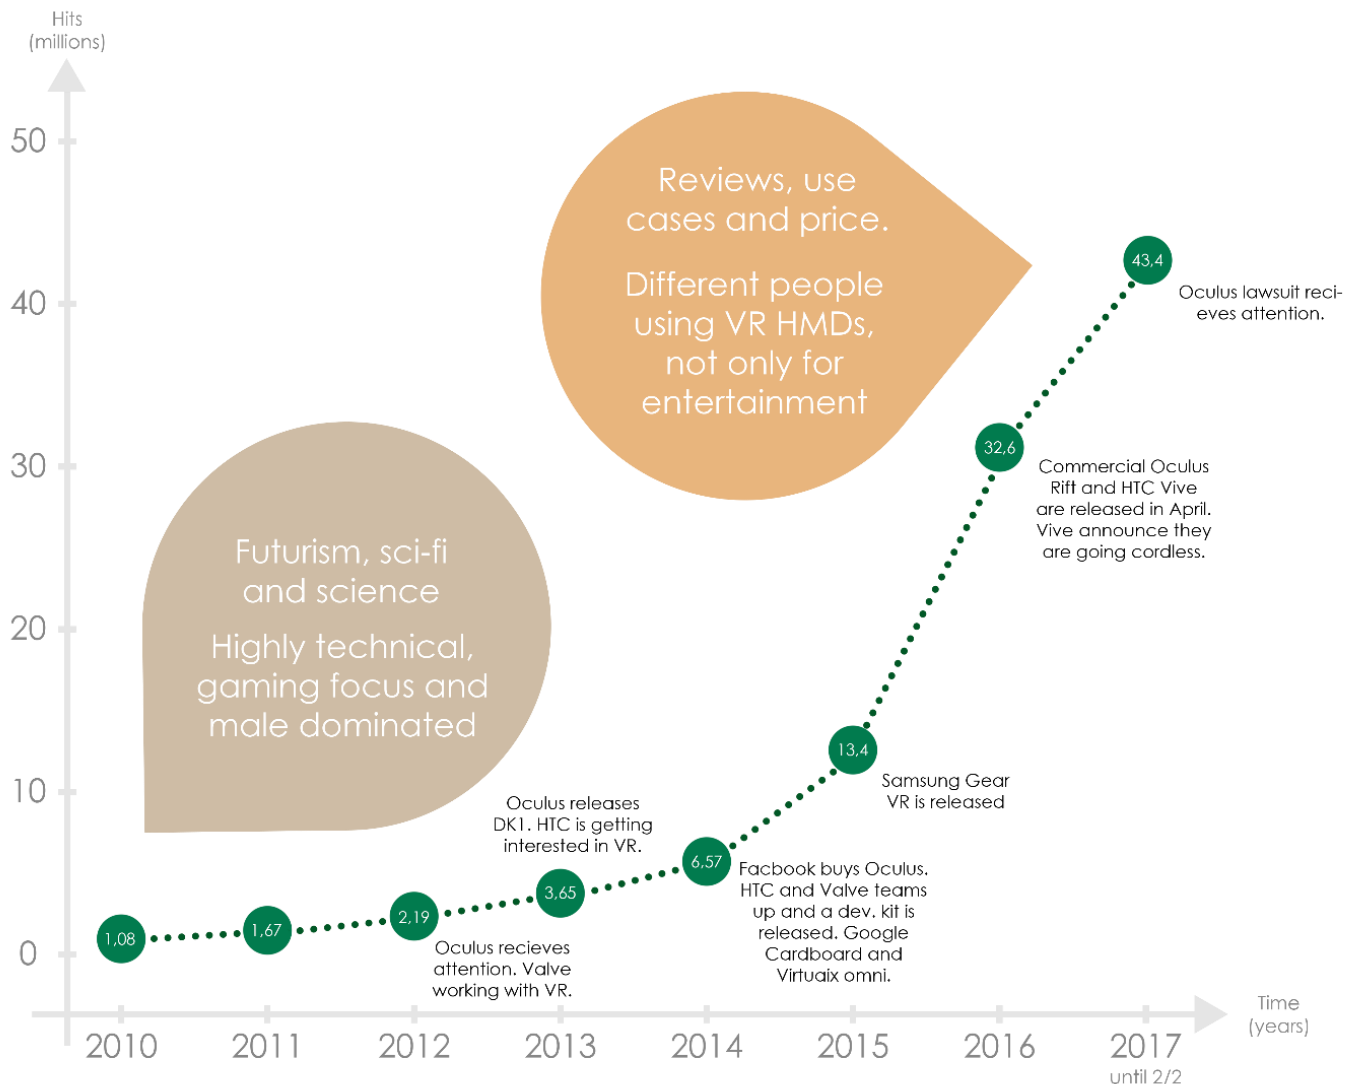 Hits
(millions)
50
40
30
20
10
0
Reviews, use
cases and price.
Different people
using VR HMDs,
not only for
entertainment
Futurism, sci-fi
and science
Highly technical,
gaming focus and
male dominated
1,08
1,67
2,19
Oculus recieves
attention. Valve
working with VR.
Oculus releases
DK1. HTC is getting
interested in VR.
3,65
6,57
Facbook buys Oculus.
HTC and Valve teams
up and a dev. kit is
released. Google
Cardboard and
Virtuaix omni.
13,4
Samsung Gear
VR is released
32,6
Commercial Oculus
Rift and HTC Vive
are released in April.
Vive announce they
are going cordless.
43,4
Oculus lawsuit reci-
eves attention.
2010
2011
2012
2013
2014
2015
2016
2017
until 2/2
Time
(years)